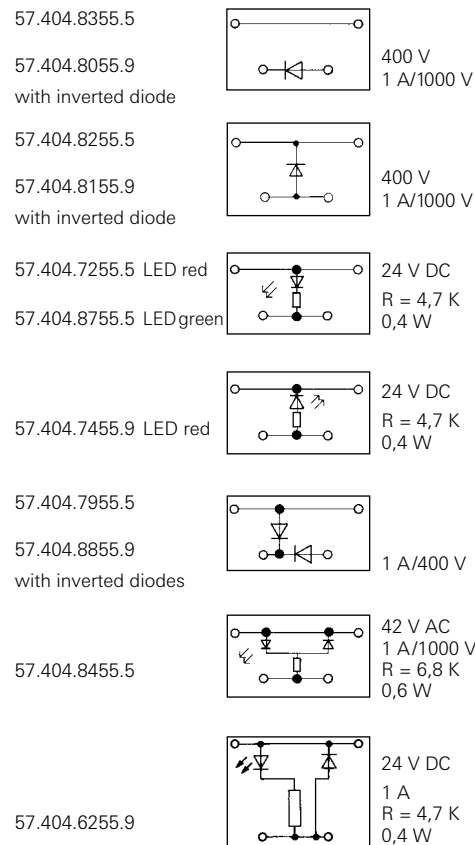 57.404.8355.5
57.404.8055.9
with inverted diode
400 V
1 A/1000 V
57.404.8255.5
57.404.8155.9
with inverted diode
400 V
1 A/1000 V
57.404.7255.5 LED red
57.404.8755.5 LED green
24 V DC
R = 4,7 K
0,4 W
57.404.7455.9 LED red
24 V DC
R = 4,7 K
0,4 W
57.404.7955.5
57.404.8855.9
with inverted diodes
1 A/400 V
57.404.8455.5
42 V AC
1 A/1000 V
R = 6,8 K
0,6 W
57.404.6255.9
24 V DC
1 A
R = 4,7 K
0,4 W